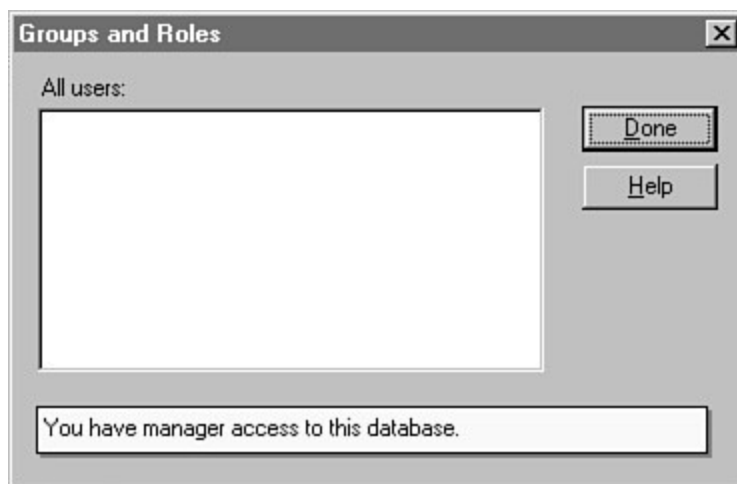 Groups and Roles
All users:
Done
Help
You have manager access to this database.